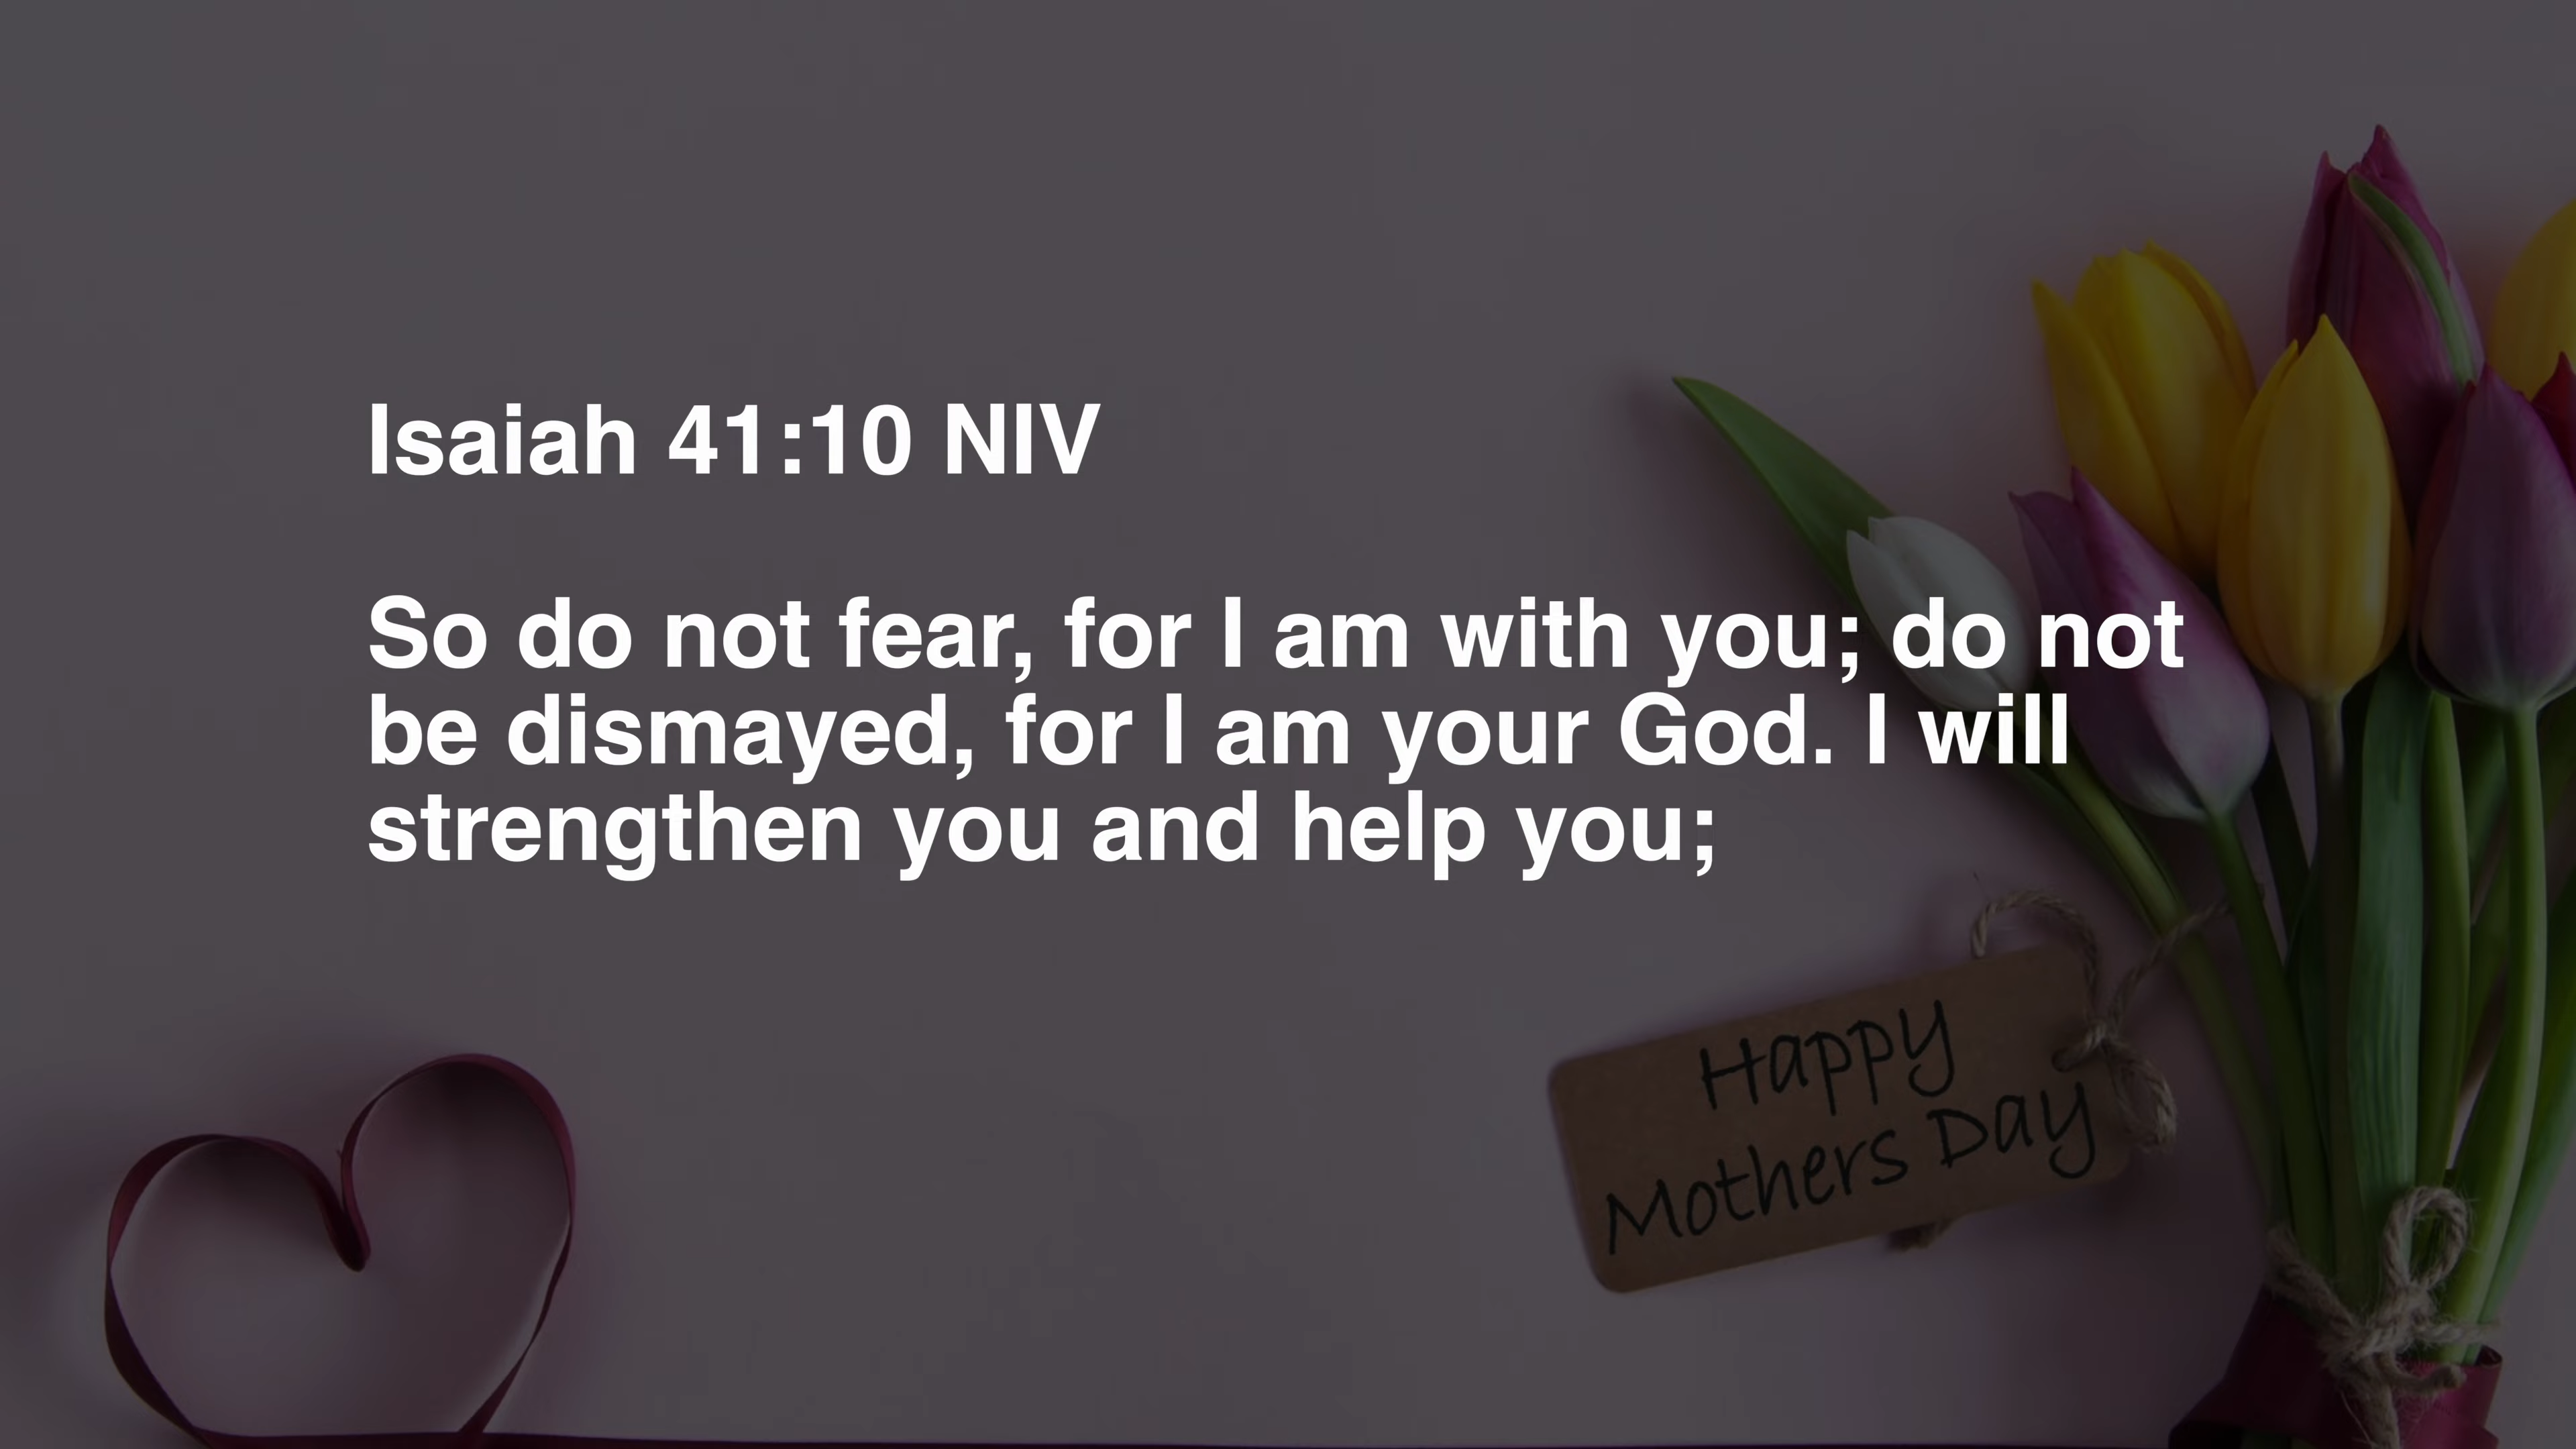 Isaiah 41:10 NIV
So do not fear, for I am with you; do not
be dismayed, for I am your God. I will
strengthen you and help you;
Happy
Mothers Day